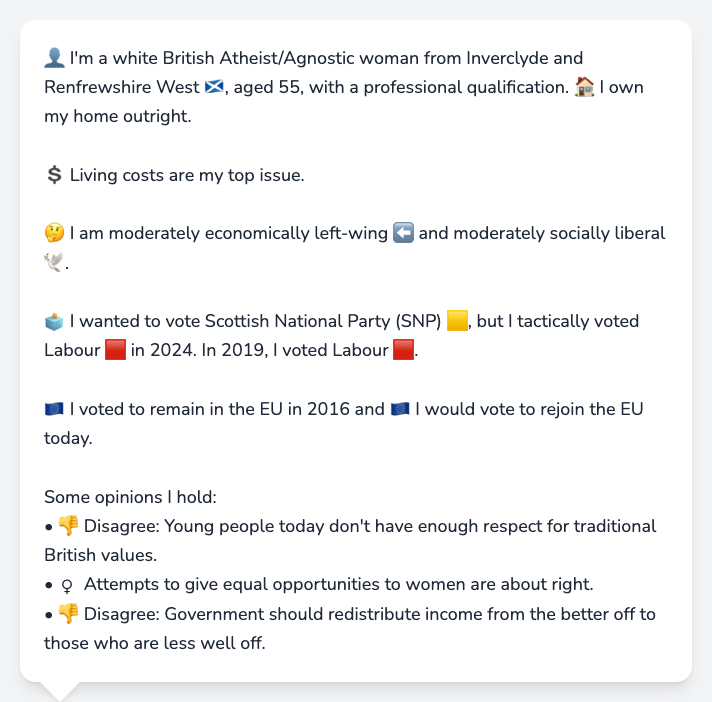 👤 I'm a white British Atheist/Agnostic woman from Inverclyde and
Renfrewshire West 🏴󠁧󠁢󠁳󠁣󠁴󠁿, aged 55, with a professional qualification. 🏠 I own
my home outright.
💲 Living costs are my top issue.
🤔 I am moderately economically left-wing ⬅️ and moderately socially liberal
🕊️.
🗳️ I wanted to vote Scottish National Party (SNP) 🟨, but I tactically voted
Labour 🟥 in 2024. In 2019, I voted Labour 🟥.
🇪🇺 I voted to remain in the EU in 2016 and 🇪🇺 I would vote to rejoin the EU
today.
Some opinions I hold:
• 👎 Disagree: Young people today don't have enough respect for traditional
British values.
• ♀ Attempts to give equal opportunities to women are about right.
• 👎 Disagree: Government should redistribute income from the better off to
those who are less well off.